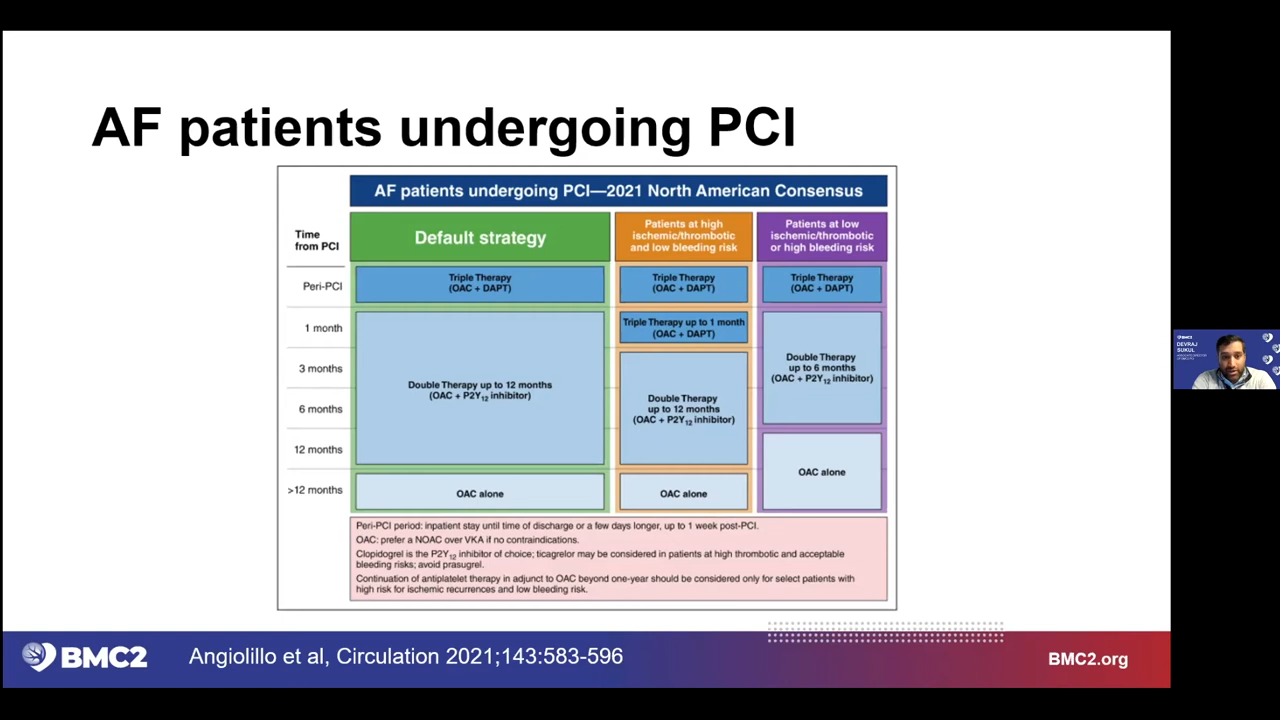 AF patients undergoing PCI
AF patients undergoing PCI—2021 North American Consensus
Time
from PCI
Default strategy
Patients at high
ischemic/thrombotic
and low bleeding risk
Patients at low
ischemic/thrombotic
or high bleeding risk
Peri-PCI
Triple Therapy
(OAC + DAPT)
Triple Therapy
(OAC + DAPT)
Triple Therapy
(OAC + DAPT)
1 month
Triple Therapy up to 1 month
(OAC + DAPT)
3 months
6 months
12 months
>12 months
Double Therapy up to 12 months
(OAC + P2Y12 inhibitor)
Double Therapy
up to 12 months
(OAC + P2Y12 inhibitor)
Double Therapy
up to 6 months
(OAC + P2Y12 inhibitor)
OAC alone
OAC alone
OAC alone
Peri-PCI period: inpatient stay until time of discharge or a few days longer, up to 1 week post-PCI.
OAC: prefer a NOAC over VKA if no contraindications.
Clopidogrel is the P2Y12 inhibitor of choice; ticagrelor may be considered in patients at high thrombotic and acceptable
bleeding risks; avoid prasugrel.
Continuation of antiplatelet therapy in adjunct to OAC beyond one-year should be considered only for select patients with
high risk for ischemic recurrences and low bleeding risk.
BMC2
Angiolillo et al, Circulation 2021;143:583-596
BMC2.org
BMC2
DEVRAJ
SUKUL